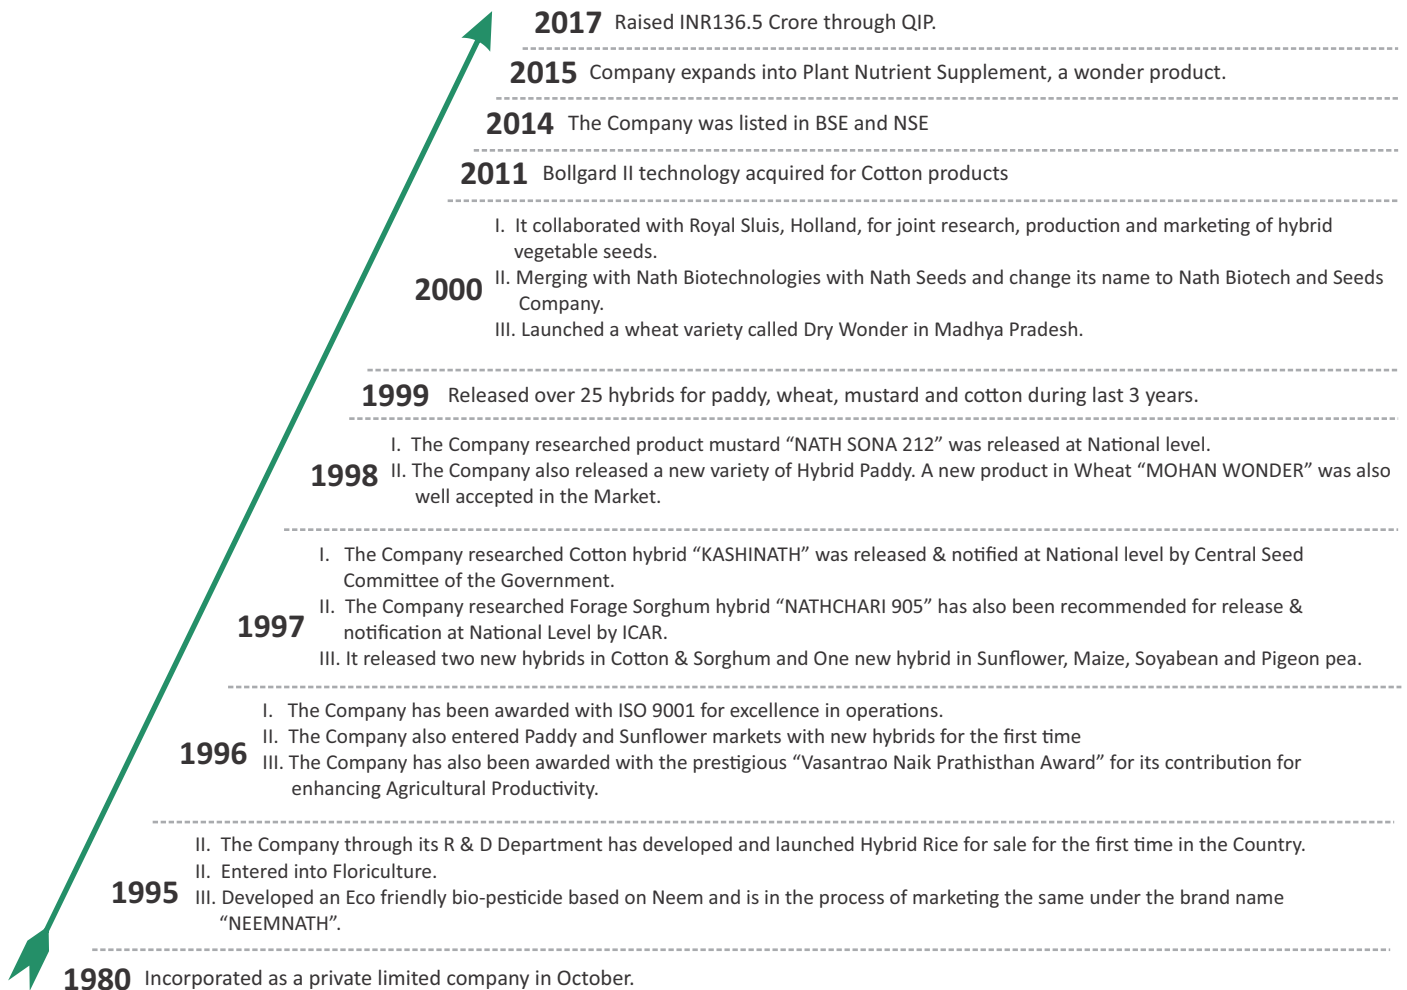 2017 Raised INR136.5 Crore through QIP.
2015 Company expands into Plant Nutrient Supplement, a wonder product.
2014 The Company was listed in BSE and NSE
2011 Bollgard II technology acquired for Cotton products
2000
I. It collaborated with Royal Sluis, Holland, for joint research, production and marketing of hybrid
vegetable seeds.
II. Merging with Nath Biotechnologies with Nath Seeds and change its name to Nath Biotech and Seeds
Company.
III. Launched a wheat variety called Dry Wonder in Madhya Pradesh.
1999 Released over 25 hybrids for paddy, wheat, mustard and cotton during last 3 years.
1998
I. The Company researched product mustard “NATH SONA 212” was released at National level.
II. The Company also released a new variety of Hybrid Paddy. A new product in Wheat “MOHAN WONDER” was also
well accepted in the Market.
1997
I. The Company researched Cotton hybrid “KASHINATH” was released & notified at National level by Central Seed
Committee of the Government.
II. The Company researched Forage Sorghum hybrid “NATHCHARI 905” has also been recommended for release &
notification at National Level by ICAR.
III. It released two new hybrids in Cotton & Sorghum and One new hybrid in Sunflower, Maize, Soyabean and Pigeon pea.
1996
I. The Company has been awarded with ISO 9001 for excellence in operations.
II. The Company also entered Paddy and Sunflower markets with new hybrids for the first time
III. The Company has also been awarded with the prestigious “Vasantrao Naik Prathisthan Award” for its contribution for
enhancing Agricultural Productivity.
1995
II. The Company through its R & D Department has developed and launched Hybrid Rice for sale for the first time in the Country.
II. Entered into Floriculture.
III. Developed an Eco friendly bio-pesticide based on Neem and is in the process of marketing the same under the brand name
“NEEMNATH”.
1980 Incorporated as a private limited company in October.